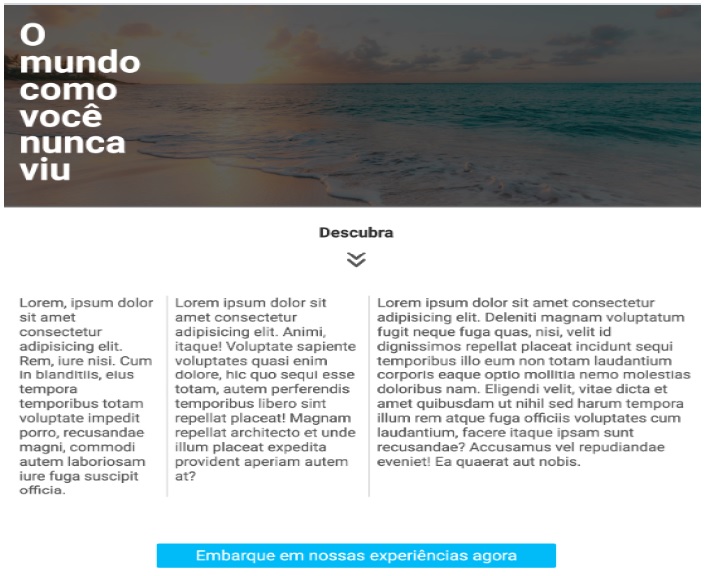 O
mundo
como
você
nunca
viu
Descubra
Lorem, ipsum dolor
sit amet
consectetur
adipisicing elit.
Rem, iure nisi. Cum
in blanditiis, eius
tempora
temporibus totam
voluptate impedit
porro, recusandae
magni, commodi
autem laboriosam
iure fuga suscipit
officia.
Lorem ipsum dolor sit
amet consectetur
adipisicing elit. Animi,
itaque! Voluptate sapiente
voluptates quasi enim
dolore, hic quo sequi esse
totam, autem perferendis
temporibus libero sint
repellat placeat! Magnam
repellat architecto et unde
illum placeat expedita
provident aperiam autem
at?
Lorem ipsum dolor sit amet consectetur
adipisicing elit. Deleniti magnam voluptatum
fugit neque fuga quas, nisi, velit id
dignissimos repellat placeat incidunt sequi
temporibus illo eum non totam laudantium
corporis eaque optio mollitia nemo molestias
doloribus nam. Eligendi velit, vitae dicta et
amet quibusdam ut nihil sed harum tempora
illum rem atque fuga officiis voluptates cum
laudantium, facere itaque ipsam sunt
recusandae? Accusamus vel repudiandae
eveniet! Ea quaerat aut nobis.
Embarque em nossas experiências agora